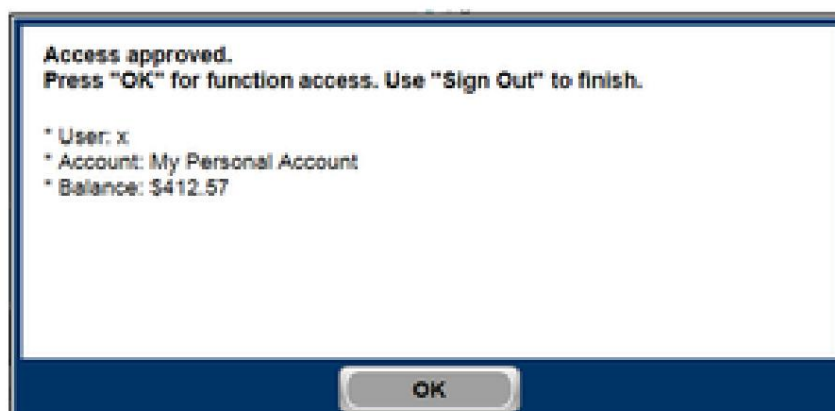 Access approved.
Press "OK" for function access. Use "Sign Out" to finish.
* User: x
* Account: My Personal Account
* Balance: $412.57
OK